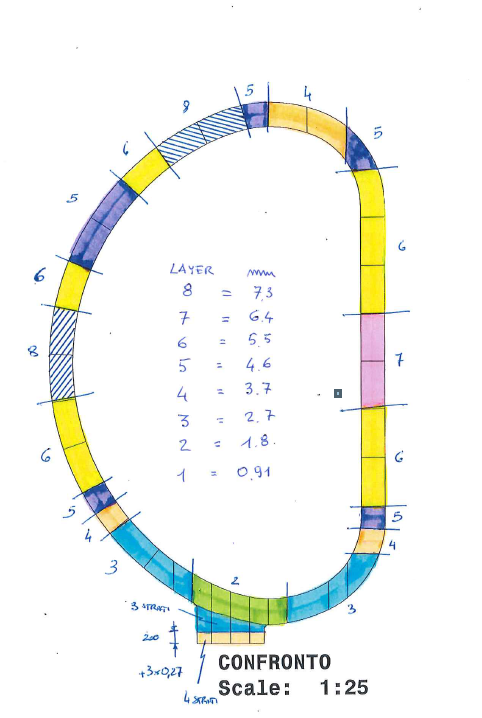 5
4
5
8
6
5
6
8
6
5
4
3
2
3
4
5
6
7
6
LAYER mm
8 = 7,3
7 = 6.4
6 = 5,5
5 = 4.6
4 = 3.7
3 = 2.7
2 = 1.8.
1 = 0,91
3 STRATI
200
+3x0,27
4 STRATI
CONFRONTO
Scale: 1:25